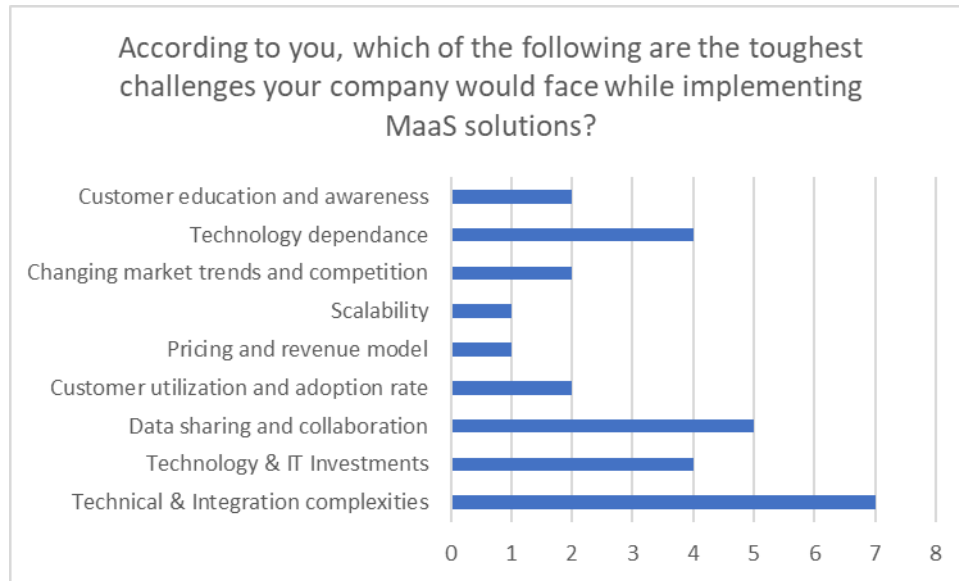 According to you, which of the following are the toughest
challenges your company would face while implementing
MaaS solutions?
Customer education and awareness
Technology dependance
Changing market trends and competition
Scalability
Pricing and revenue model
Customer utilization and adoption rate
Data sharing and collaboration
Technology & IT Investments
Technical & Integration complexities
0 1 2 3 4 5 6 7 8